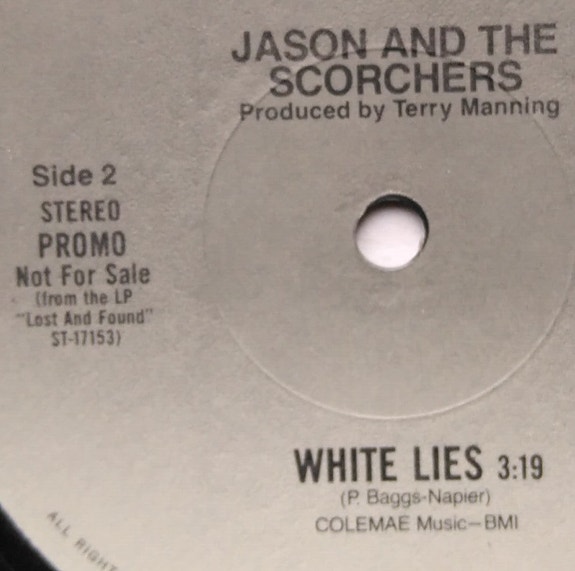 JASON AND THE
SCORCHERS
Produced by Terry Manning
Side 2
STEREO
PROMO
Not For Sale
(from the LP
"Lost And Found"
ST-17153)
WHITE LIES 3:19
(P. Baggs-Napier)
COLEMAE Music-BMI
ALL RIGHT